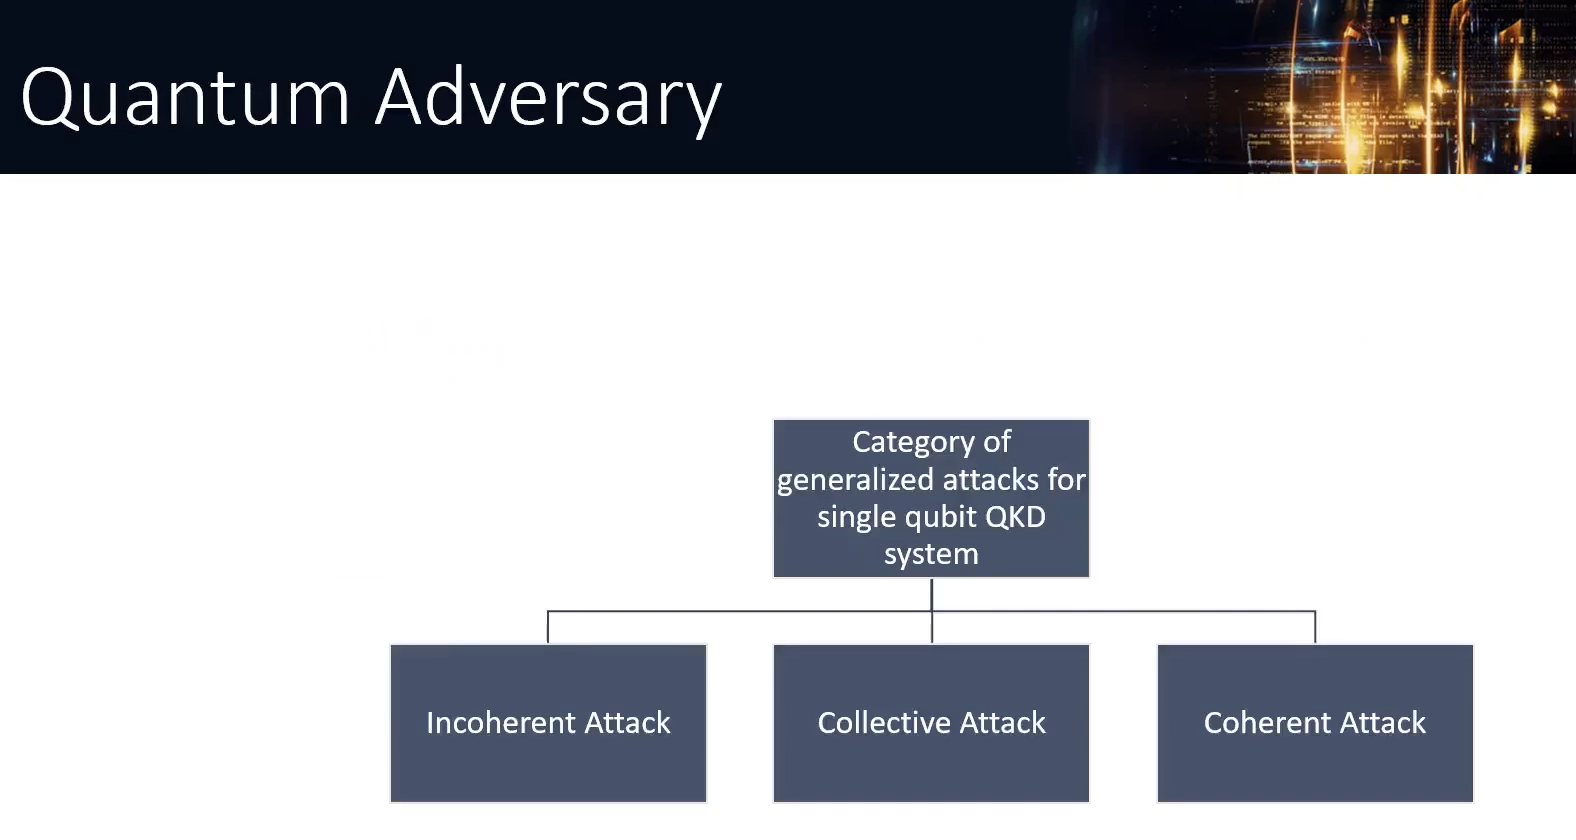 Quantum Adversary
Category of
generalized attacks for
single qubit QKD
system
Incoherent Attack
Collective Attack
Coherent Attack